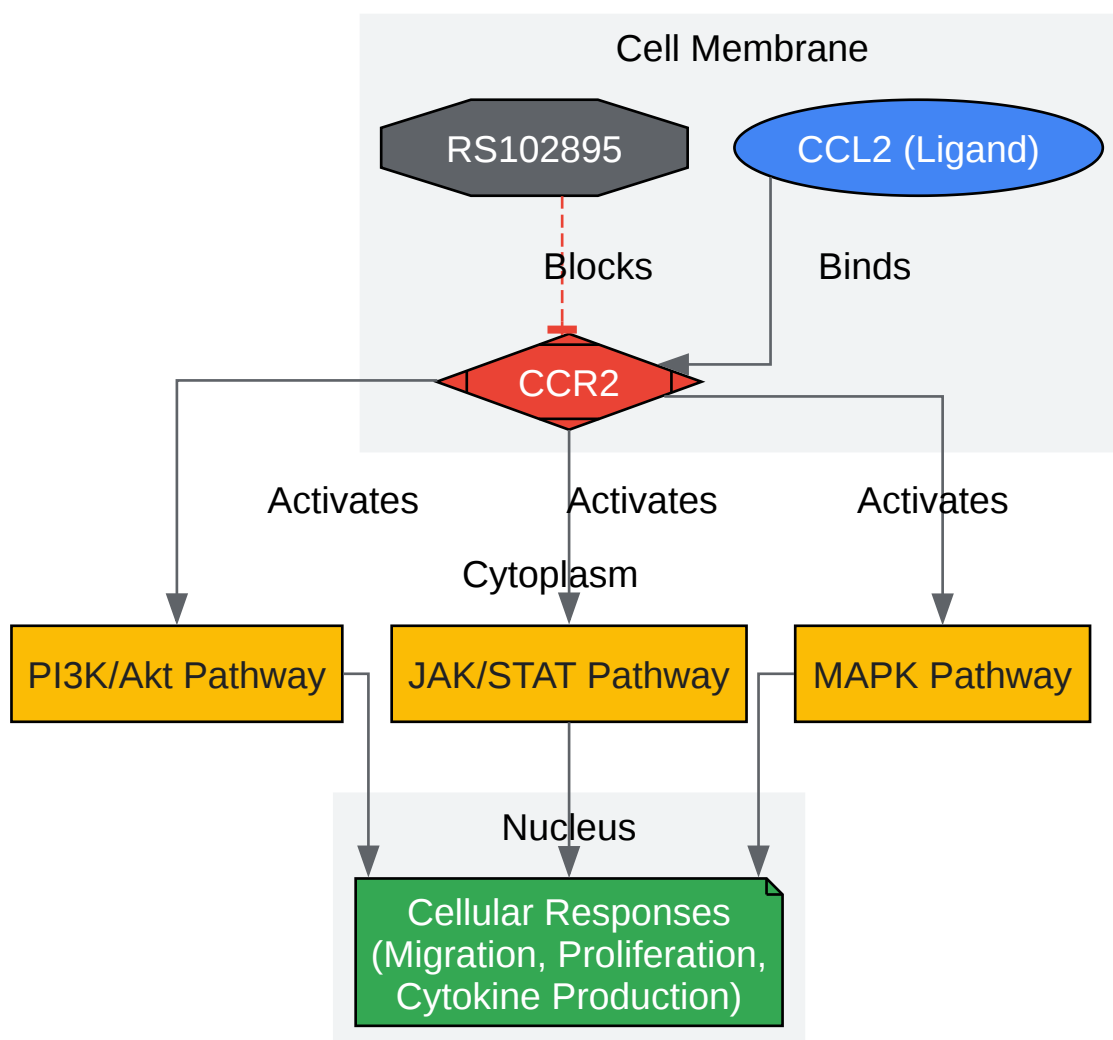 Cell Membrane
RS102895
CCL2 (Ligand)
Blocks
Binds
CCR2
Activates
Activates
Activates
Cytoplasm
PI3K/Akt Pathway
JAK/STAT Pathway
MAPK Pathway
Nucleus
Cellular Responses
(Migration, Proliferation,
Cytokine Production)